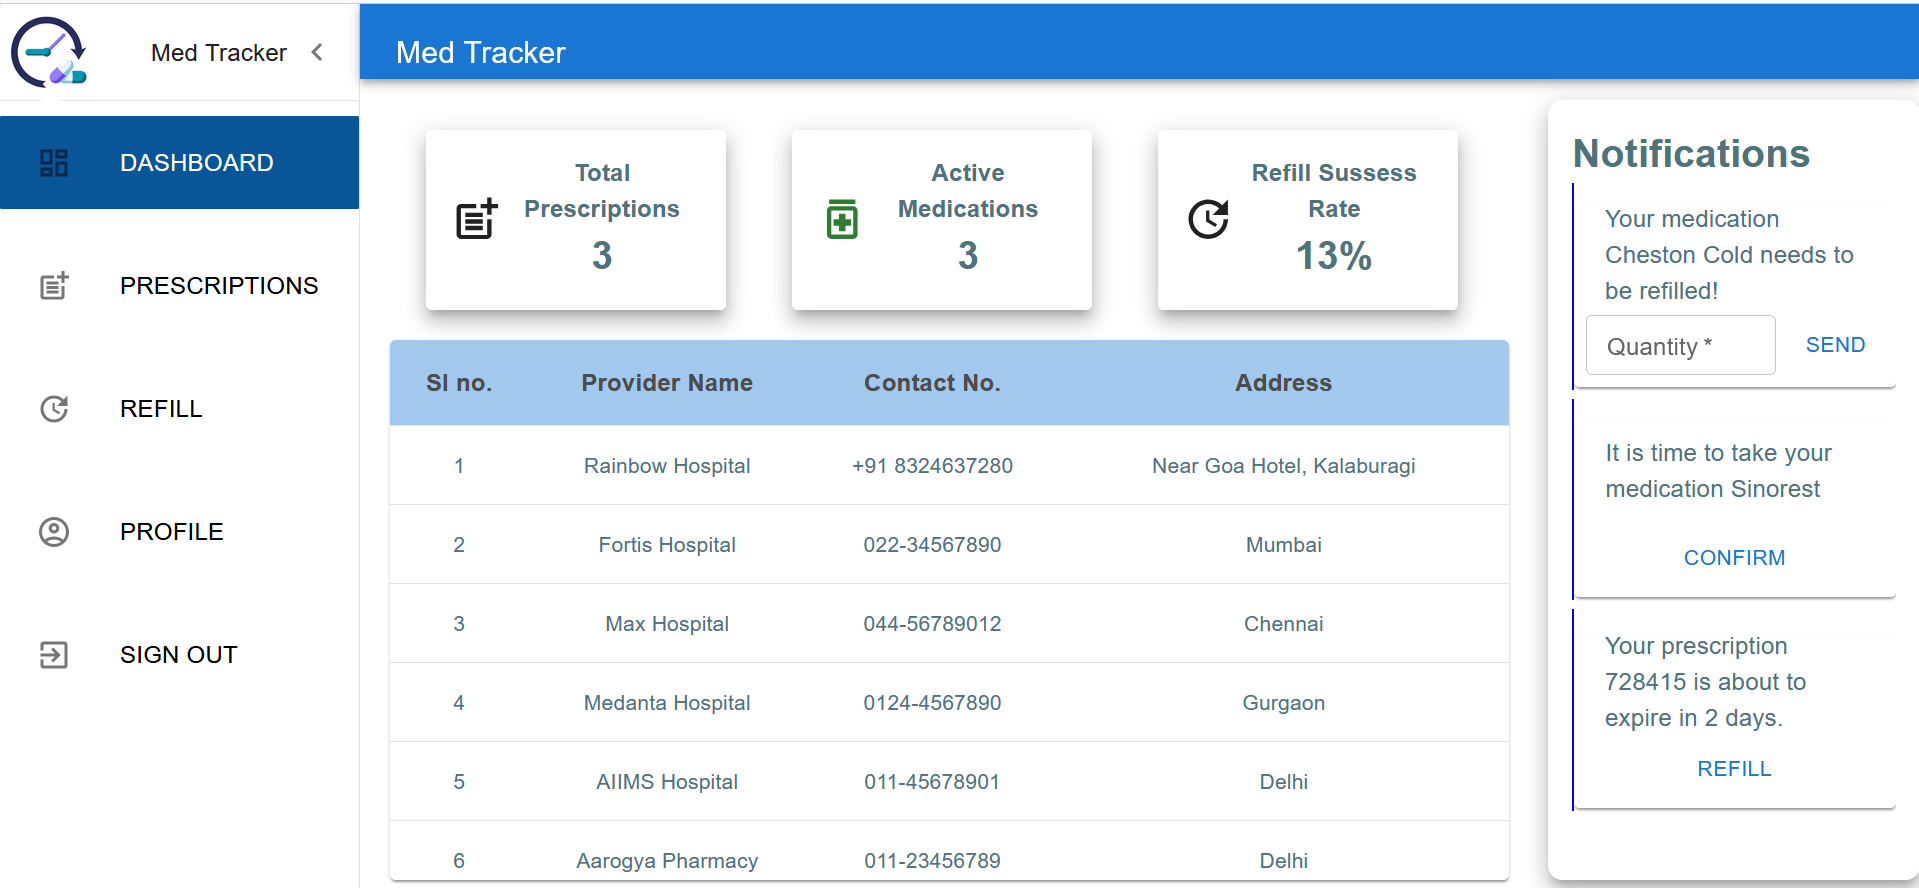 Med Tracker
DASHBOARD
PRESCRIPTIONS
REFILL
PROFILE
SIGN OUT
Med Tracker
Total
Prescriptions
3
Active
Medications
3
Refill Sussess
Rate
13%
Sl no. Provider Name Contact No. Address
1 Rainbow Hospital +91 8324637280 Near Goa Hotel, Kalaburagi
2 Fortis Hospital 022-34567890 Mumbai
3 Max Hospital 044-56789012 Chennai
4 Medanta Hospital 0124-4567890 Gurgaon
5 AIIMS Hospital 011-45678901 Delhi
6 Aarogya Pharmacy 011-23456789 Delhi
Notifications
Your medication
Cheston Cold needs to
be refilled!
Quantity * SEND
It is time to take your
medication Sinorest
CONFIRM
Your prescription
728415 is about to
expire in 2 days.
REFILL